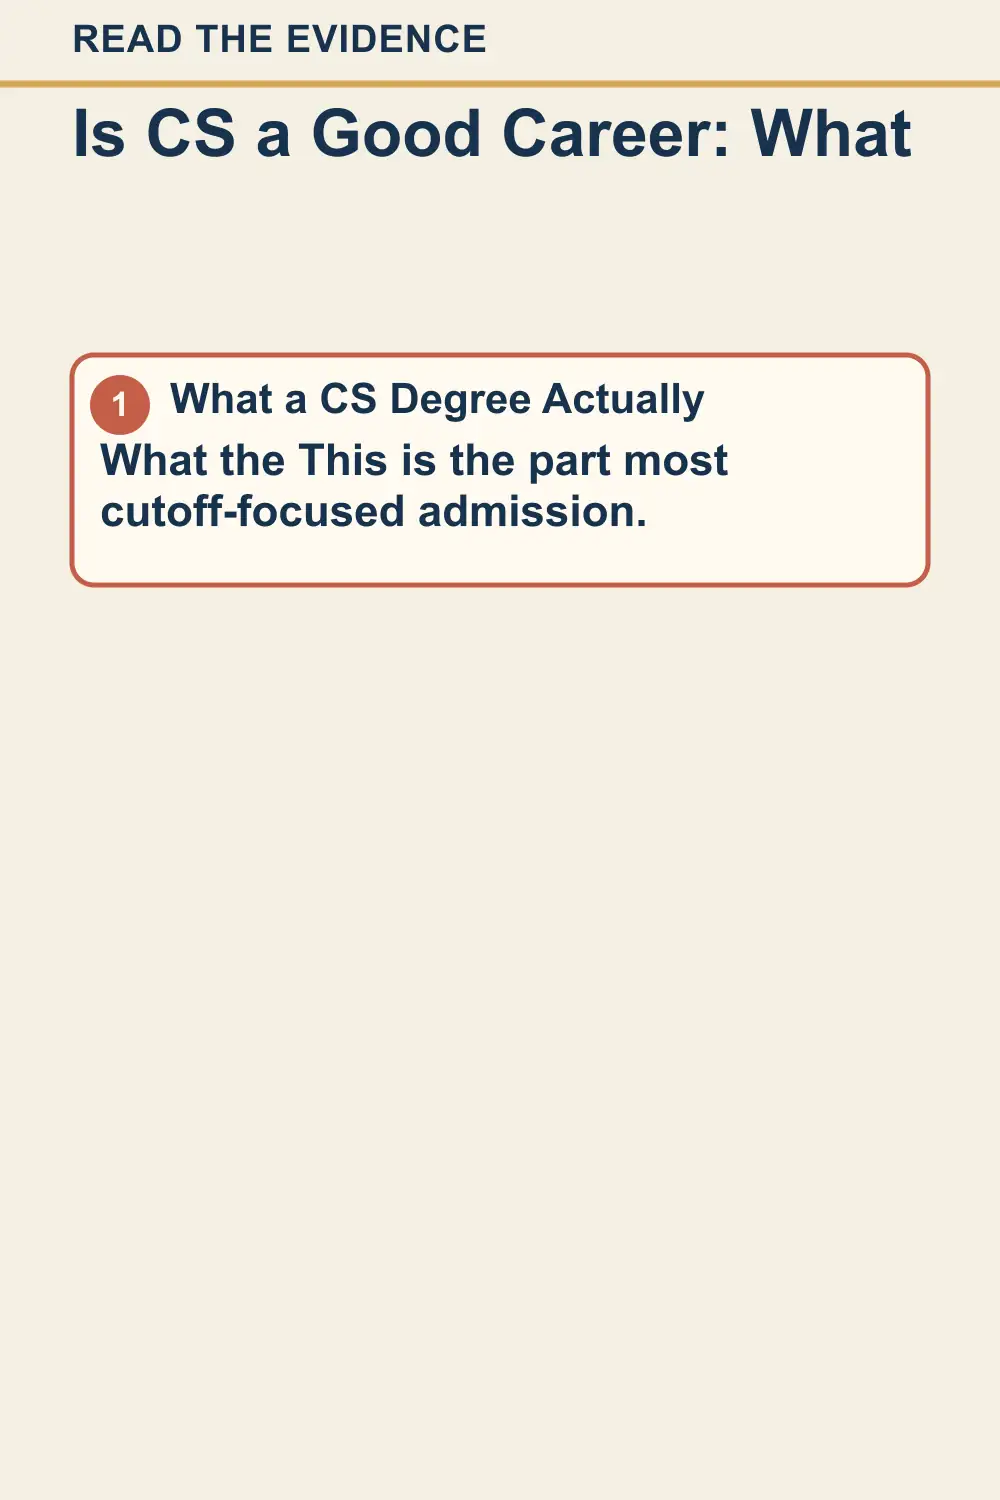 READ THE EVIDENCE
Is CS a Good Career: What
1
What a CS Degree Actually
What the This is the part most
cutoff-focused admission.